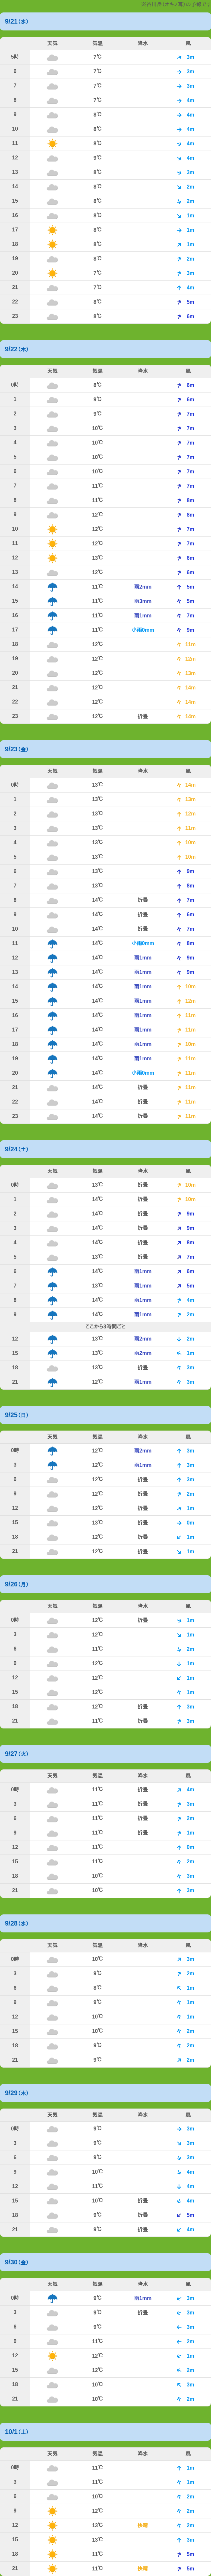 9/21(水)
天気 気温 降水 風
5時 7℃ 3m
6 7℃ 3m
7 7℃ 3m
8 7℃ 4m
9 8℃ 4m
10 8℃ 4m
11 8℃ 4m
12 9℃ 4m
13 8℃ 3m
14 8℃ 2m
15 8℃ 2m
16 8℃ 1m
17 8℃ 1m
18 8℃ 1m
19 8℃ 2m
20 7℃ 3m
21 7℃ 4m
22 8℃ 5m
23 8℃ 6m
9/22(木)
天気 気温 降水 風
0時 8℃ 6m
1 9℃ 6m
2 9℃ 7m
3 10℃ 7m
4 10℃ 7m
5 10℃ 7m
6 10℃ 7m
7 11℃ 7m
8 11℃ 8m
9 12℃ 8m
10 12℃ 7m
11 12℃ 7m
12 13℃ 6m
13 12℃ 6m
14 11℃ 雨2mm 5m
15 11℃ 雨3mm 5m
16 11℃ 雨1mm 7m
17 11℃ 小雨0mm 9m
18 12℃ 11m
19 12℃ 12m
20 12℃ 13m
21 12℃ 14m
22 12℃ 14m
23 12℃ 折畳 14m
9/23(金)
天気 気温 降水 風
0時 13℃ 14m
1 13℃ 13m
2 13℃ 12m
3 13℃ 11m
4 13℃ 10m
5 13℃ 10m
6 13℃ 9m
7 13℃ 8m
8 14℃ 折畳 7m
9 14℃ 折畳 6m
10 14℃ 折畳 7m
11 14℃ 小雨0mm 8m
12 14℃ 雨1mm 9m
13 14℃ 雨1mm 9m
14 14℃ 雨1mm 10m
15 14℃ 雨1mm 12m
16 14℃ 雨1mm 11m
17 14℃ 雨1mm 11m
18 14℃ 雨1mm 10m
19 14℃ 雨1mm 11m
20 14℃ 小雨0mm 11m
21 14℃ 折畳 11m
22 14℃ 折畳 11m
23 14℃ 折畳 11m
9/24(土)
天気 気温 降水 風
0時 13℃ 折畳 10m
1 14℃ 折畳 10m
2 14℃ 折畳 9m
3 14℃ 折畳 9m
4 14℃ 折畳 8m
5 13℃ 折畳 7m
6 14℃ 雨1mm 6m
7 13℃ 雨1mm 5m
8 14℃ 雨1mm 4m
9 14℃ 雨1mm 2m
ここから3時間ごと
12 13℃ 雨2mm 2m
15 13℃ 雨2mm 1m
18 13℃ 折畳 3m
21 12℃ 雨1mm 3m
9/25(日)
天気 気温 降水 風
0時 12℃ 雨2mm 3m
3 12℃ 雨1mm 3m
6 12℃ 折畳 3m
9 12℃ 折畳 2m
12 12℃ 折畳 1m
15 13℃ 折畳 0m
18 12℃ 折畳 1m
21 12℃ 折畳 1m
9/26(月)
天気 気温 降水 風
0時 12℃ 折畳 1m
3 12℃ 1m
6 11℃ 2m
9 12℃ 1m
12 12℃ 1m
15 12℃ 1m
18 12℃ 折畳 3m
21 11℃ 折畳 3m
9/27(火)
天気 気温 降水 風
0時 11℃ 折畳 4m
3 11℃ 折畳 3m
6 11℃ 折畳 2m
9 11℃ 折畳 1m
12 11℃ 0m
15 11℃ 2m
18 10℃ 3m
21 10℃ 3m
9/28(水)
天気 気温 降水 風
0時 10℃ 3m
3 9℃ 2m
6 8℃ 1m
9 9℃ 1m
12 10℃ 1m
15 10℃ 2m
18 8℃ 2m
21 9℃ 2m
9/29(木)
天気 気温 降水 風
0時 9℃ 3m
3 9℃ 3m
6 8℃ 3m
9 10℃ 4m
12 11℃ 4m
15 10℃ 折畳 4m
18 9℃ 折畳 5m
21 8℃ 折畳 4m
9/30(金)
天気 気温 降水 風
0時 8℃ 雨1mm 3m
3 9℃ 折畳 3m
6 9℃ 3m
9 11℃ 2m
12 12℃ 1m
15 12℃ 2m
18 10℃ 3m
21 10℃ 2m
10/1(土)
天気 気温 降水 風
0時 11℃ 1m
3 11℃ 1m
6 10℃ 2m
9 12℃ 2m
12 13℃ 快晴 2m
15 13℃ 3m
18 11℃ 5m
21 11℃ 快晴 5m